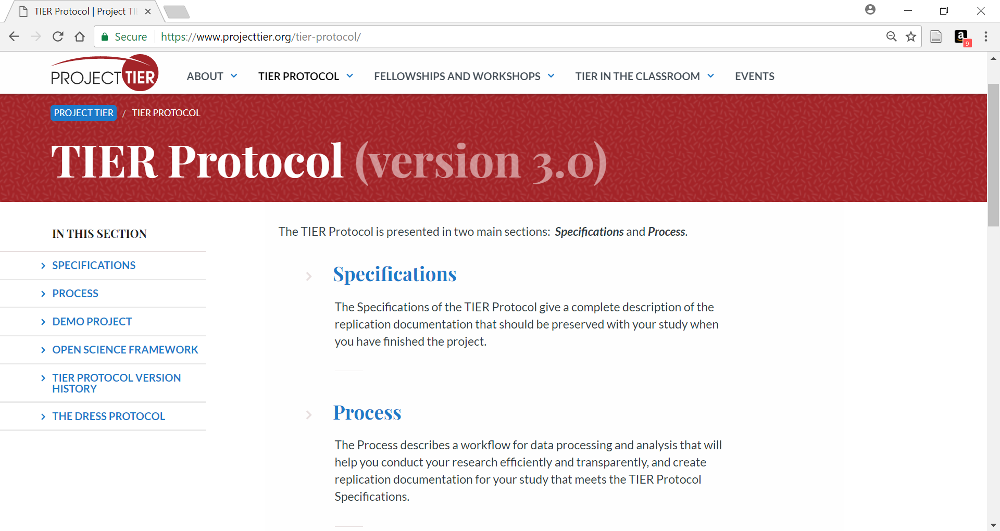 TIER Protocol | Project
Secure
https://www.projecttier.org/tier-protocol/
a
9
PROJECT TIER
ABOUT
TIER PROTOCOL
FELLOWSHIPS AND WORKSHOPS
TIER IN THE CLASSROOM
EVENTS
PROJECT TIER / TIER PROTOCOL
TIER Protocol (version 3.0)
IN THIS SECTION
SPECIFICATIONS
PROCESS
DEMO PROJECT
OPEN SCIENCE FRAMEWORK
TIER PROTOCOL VERSION
HISTORY
THE DRESS PROTOCOL
The TIER Protocol is presented in two main sections: Specifications and Process.
Specifications
The Specifications of the TIER Protocol give a complete description of the
replication documentation that should be preserved with your study when
you have finished the project.
Process
The Process describes a workflow for data processing and analysis that will
help you conduct your research efficiently and transparently, and create
replication documentation for your study that meets the TIER Protocol
Specifications.